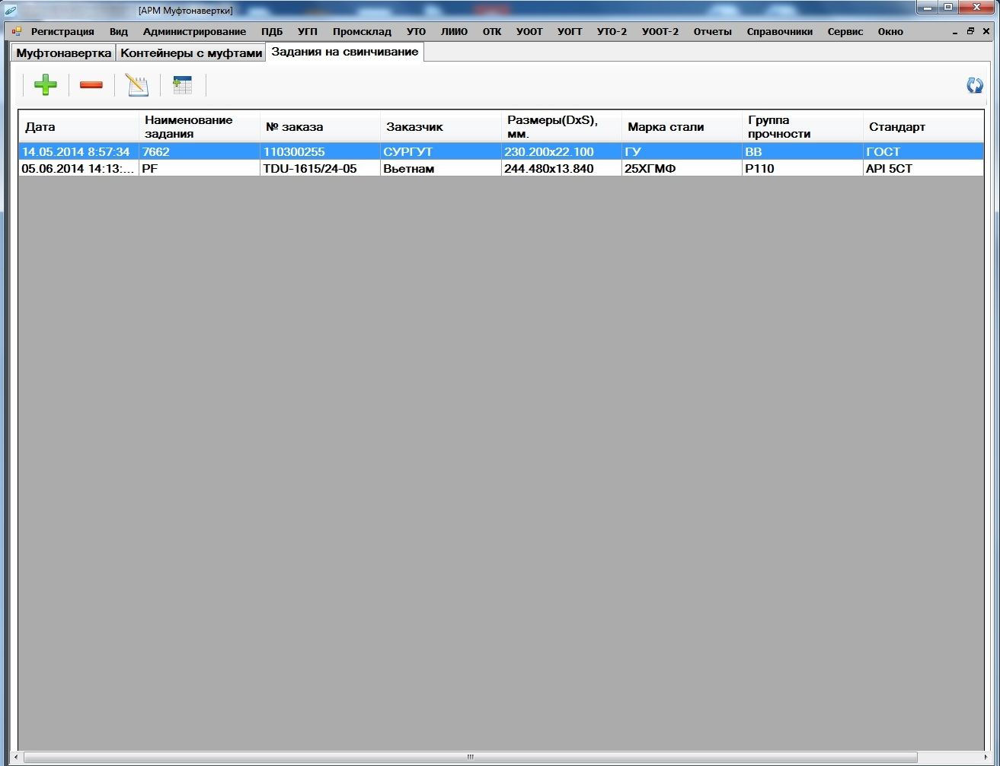 [АРМ Муфтонавертки]
Регистрация Вид Администрирование ПДБ УГП Промсклад УТО ЛИИО ОТК УООТ УОГТ УТО-2 УООТ-2 Отчеты Справочники Сервис Окно
Муфтонавертка Контейнеры с муфтами Задания на свинчивание
Дата Наименование задания № заказа Заказчик Размеры(DxS), мм. Марка стали Группа прочности Стандарт
14.05.2014 8:57:34 7662 110300255 СУРГУТ 230.200x22.100 ГУ ВВ ГОСТ
05.06.2014 14:13:... PF TDU-1615/24-05 Вьетнам 244.480x13.840 25ХГМФ P110 API 5CT